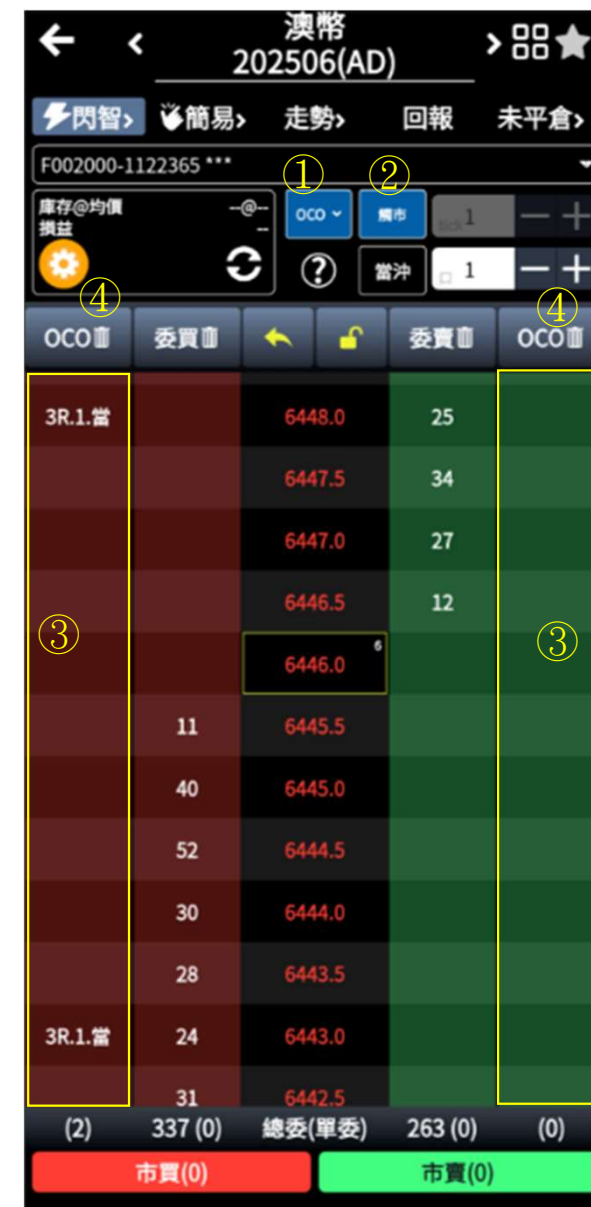 澳幣
202506(AD)
閃智 簡易 走勢 回報 未平倉
F002000-1122365 ***
① ②
庫存@均價 --@--
損益 --
OCO 觸市 tick 1
④ ? 當沖 口 1 ④
OCO 委買 委賣 OCO
3R.1.當 6448.0 25
6447.5 34
6447.0 27
6446.5 12
③ 6446.0 6 ③
11 6445.5
40 6445.0
52 6444.5
30 6444.0
28 6443.5
3R.1.當 24 6443.0
31 6442.5
(2) 337 (0) 總委(單委) 263 (0) (0)
市買(0) 市賣(0)